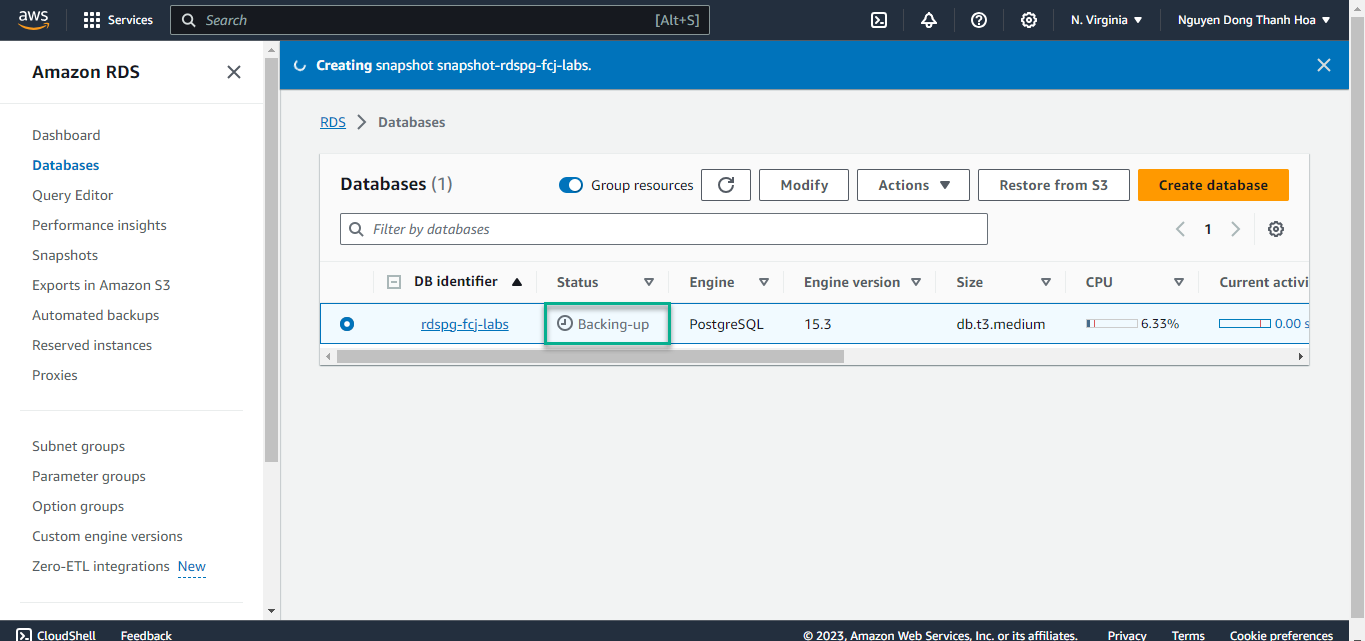 aws Services Search [Alt+S] N. Virginia Nguyen Dong Thanh Hoa
Amazon RDS
Dashboard
Databases
Query Editor
Performance insights
Snapshots
Exports in Amazon S3
Automated backups
Reserved instances
Proxies
Subnet groups
Parameter groups
Option groups
Custom engine versions
Zero-ETL integrations New
Creating snapshot snapshot-rdspg-fcj-labs.
RDS > Databases
Databases (1) Group resources Modify Actions Restore from S3 Create database
Filter by databases 1
DB identifier Status Engine Engine version Size CPU Current activi
rdspg-fcj-labs Backing-up PostgreSQL 15.3 db.t3.medium 6.33% 0.00 s
CloudShell Feedback © 2023, Amazon Web Services, Inc. or its affiliates. Privacy Terms Cookie preferences